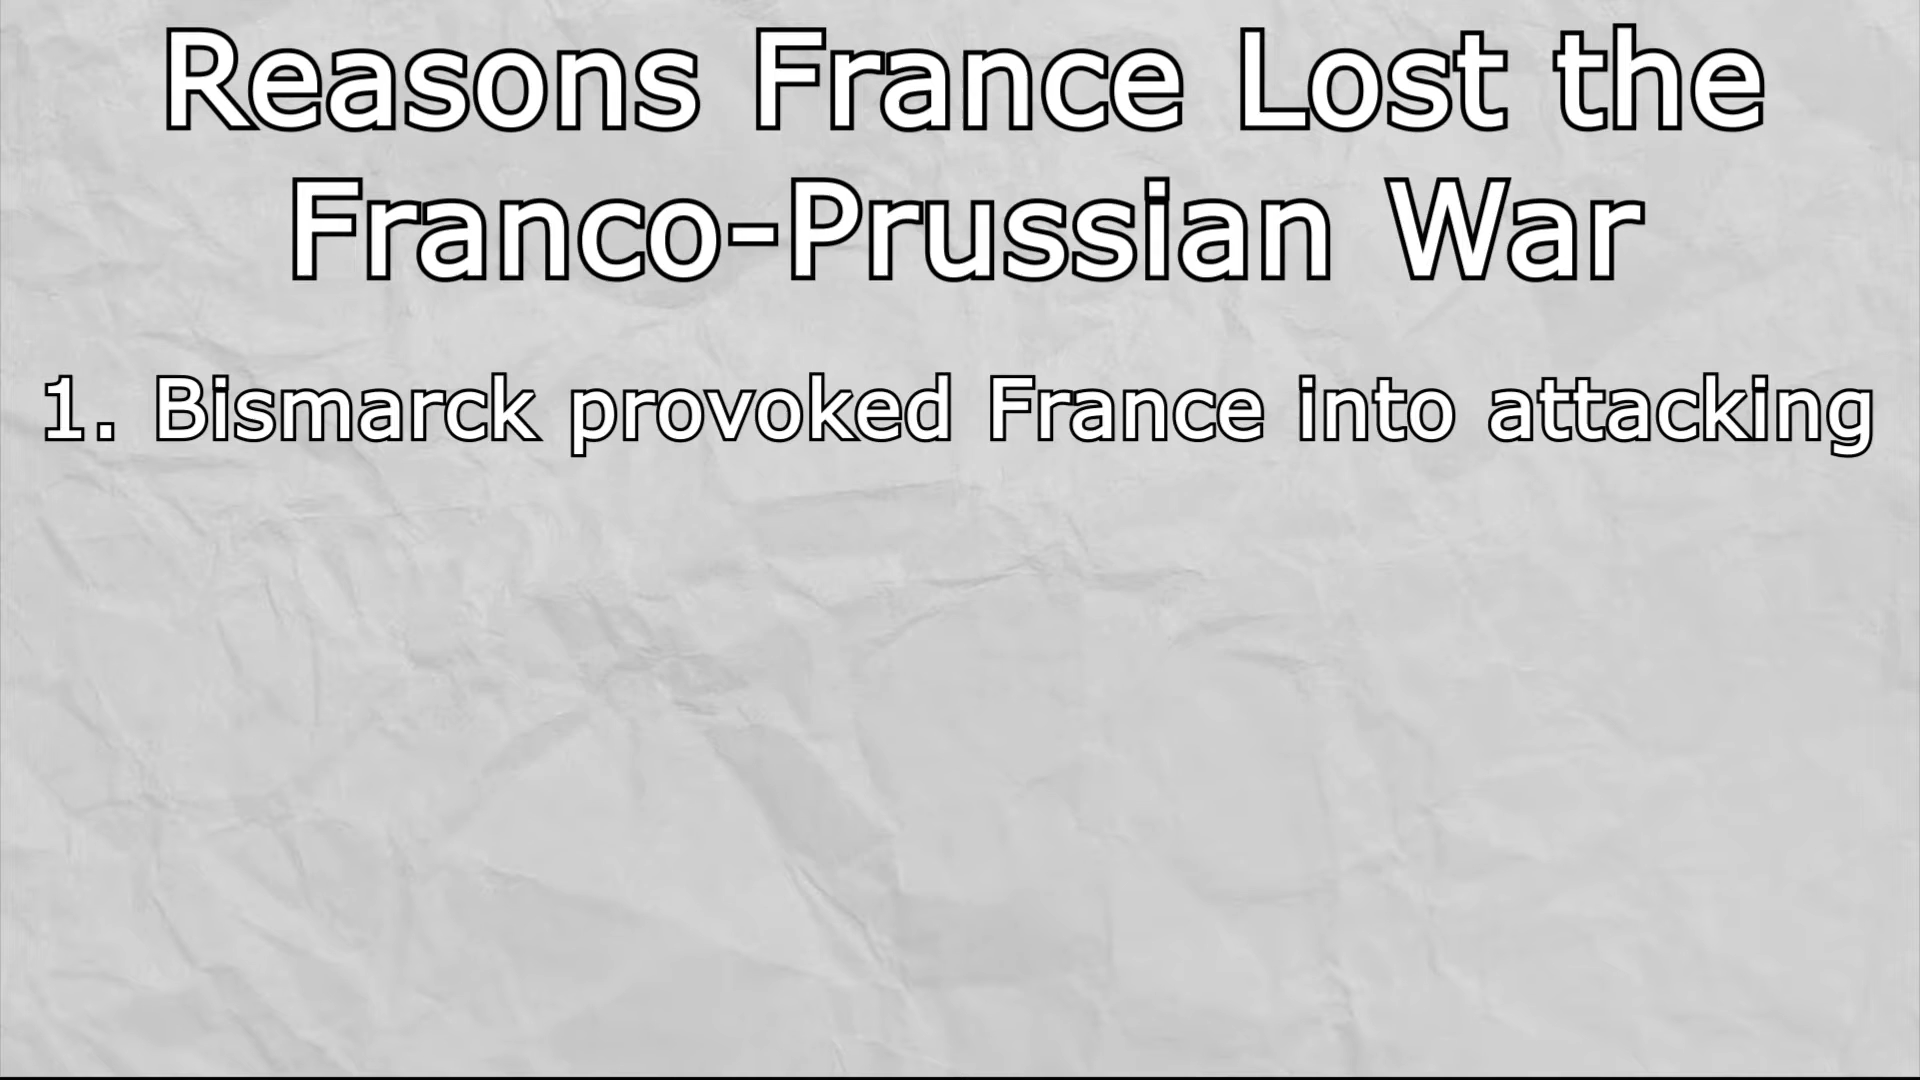 Reasons France Lost the
Franco-Prussian War
1. Bismarck provoked France into attacking